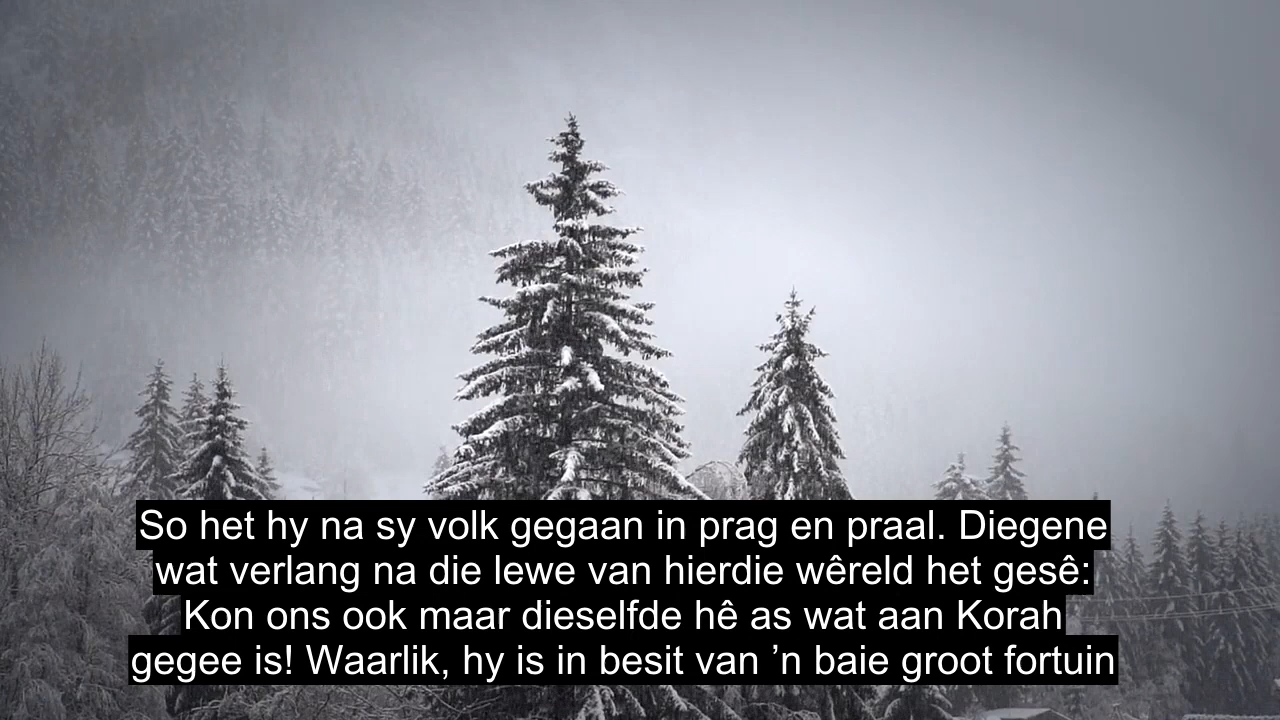 So het hy na sy volk gegaan in prag en praal. Diegene
wat verlang na die lewe van hierdie wêreld het gesê:
Kon ons ook maar dieselfde hê as wat aan Korah
gegee is! Waarlik, hy is in besit van ’n baie groot fortuin